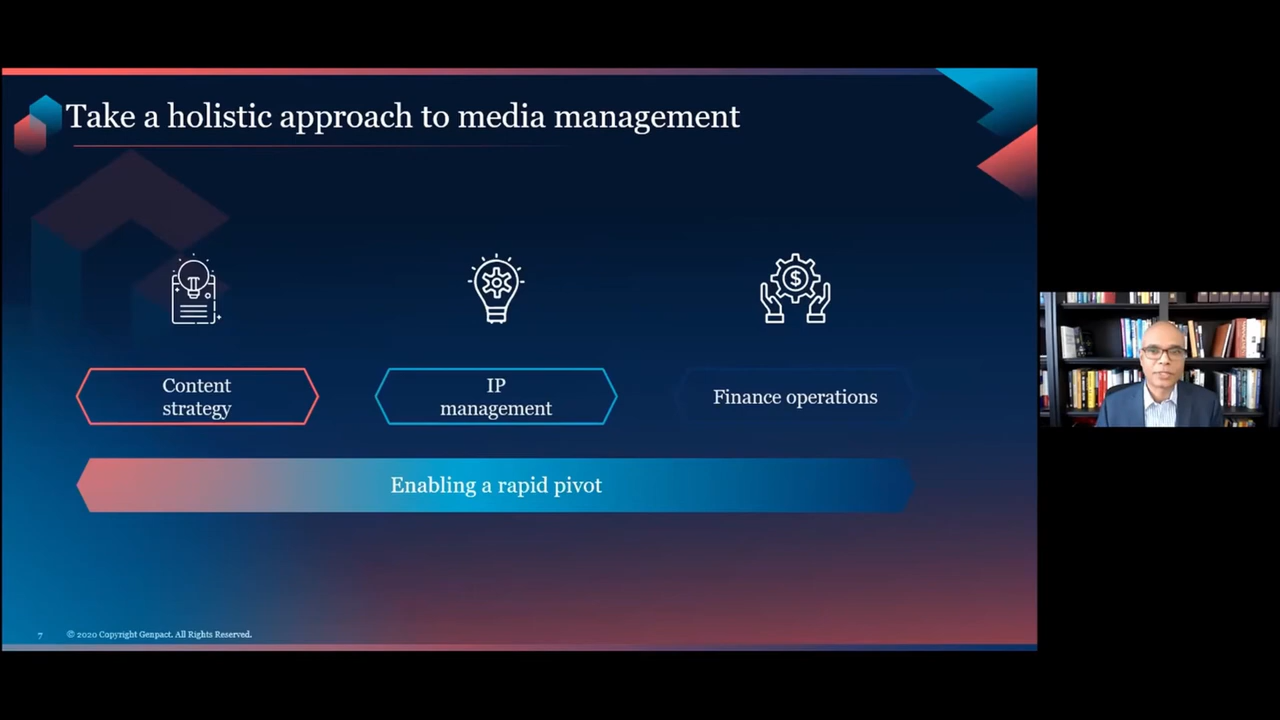 Take a holistic approach to media management
Content
strategy
IP
management
Finance operations
Enabling a rapid pivot
7
© 2020 Copyright Genpact. All Rights Reserved.